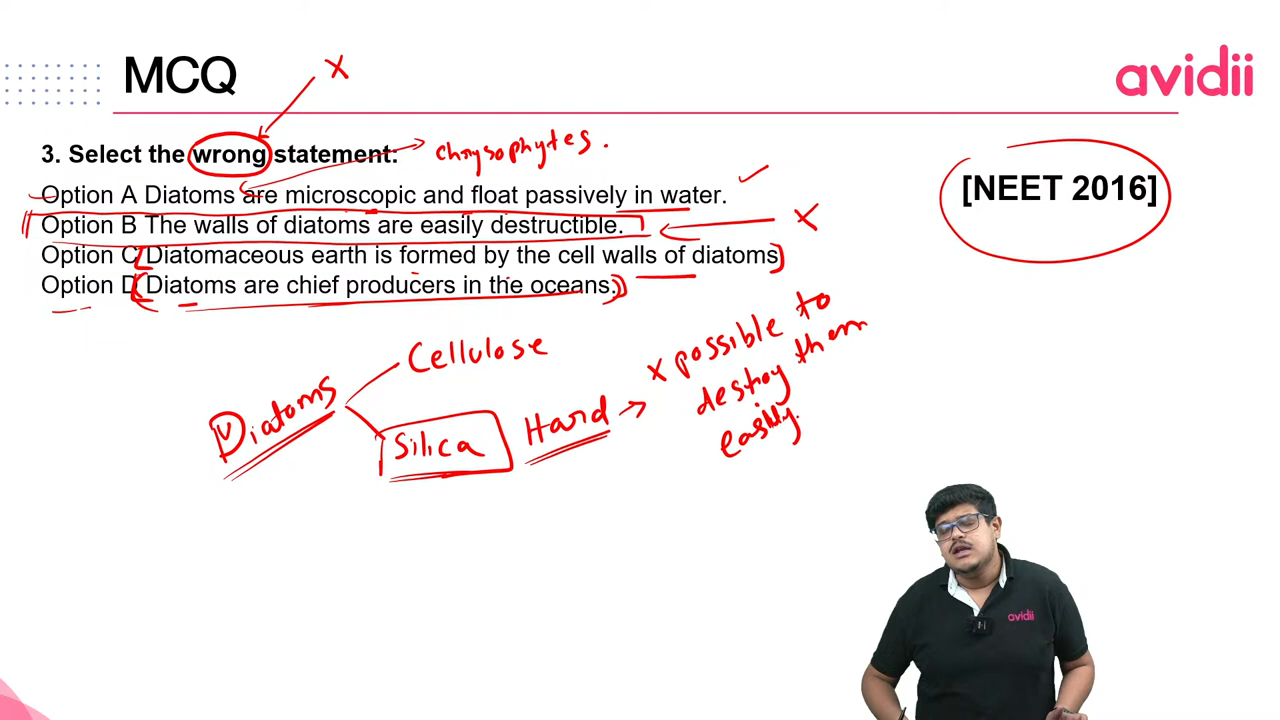 MCQ
x
avidii
3. Select the wrong statement:
chrysophytes.
[NEET 2016]
Option A Diatoms are microscopic and float passively in water.
Option B The walls of diatoms are easily destructible.
x
Option C Diatomaceous earth is formed by the cell walls of diatoms
Option D Diatoms are chief producers in the oceans.
Diatoms
Cellulose
Silica
Hard
x possible to
destroy them
easily.
avidii